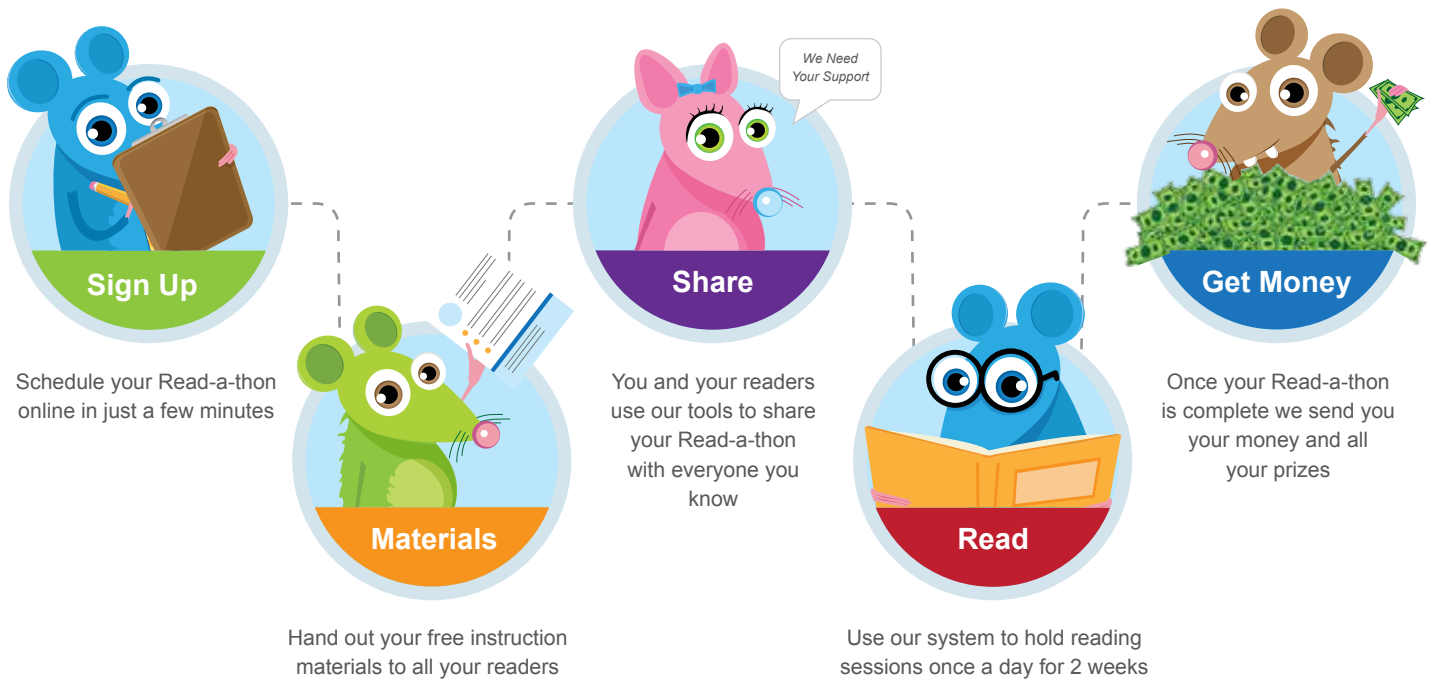 Sign Up
Schedule your Read-a-thon
online in just a few minutes
Materials
Hand out your free instruction
materials to all your readers
We Need
Your Support
Share
You and your readers
use our tools to share
your Read-a-thon
with everyone you
know
Read
Use our system to hold reading
sessions once a day for 2 weeks
Get Money
Once your Read-a-thon
is complete we send you
your money and all
your prizes